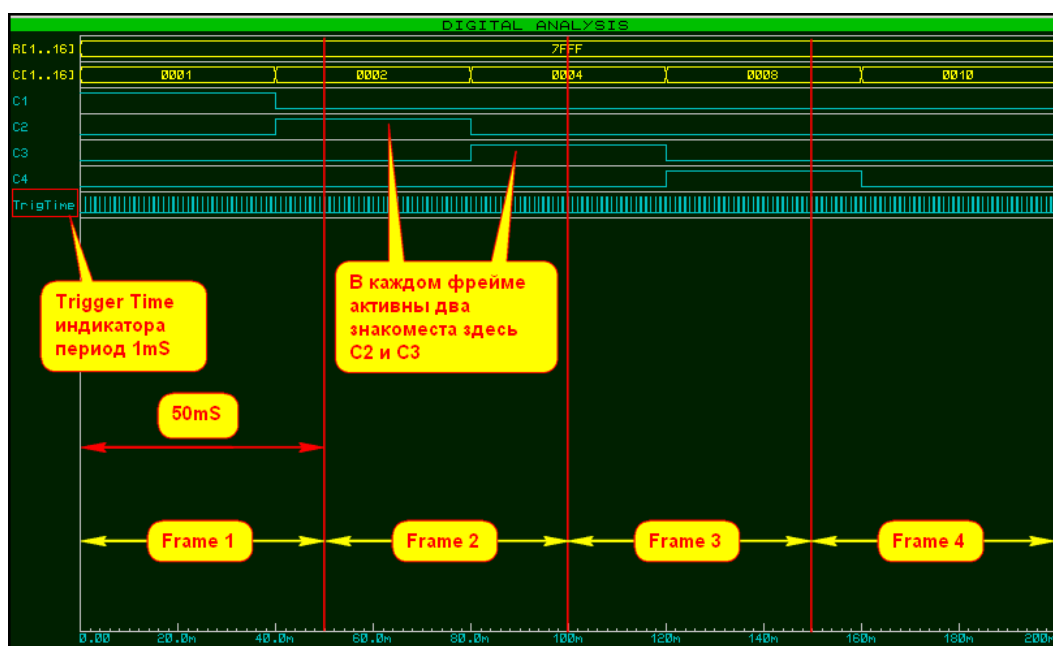 DIGITAL ANALYSIS
R[1..16] 7FFF
C[1..16] 0001 0002 0004 0008 0010
C1
C2
C3
C4
TrigTime
Trigger Time
индикатора
период 1mS
В каждом фрейме
активны два
знакоместа здесь
С2 и С3
50mS
Frame 1 Frame 2 Frame 3 Frame 4
0.00 20.0m 40.0m 60.0m 80.0m 100m 120m 140m 160m 180m 200m